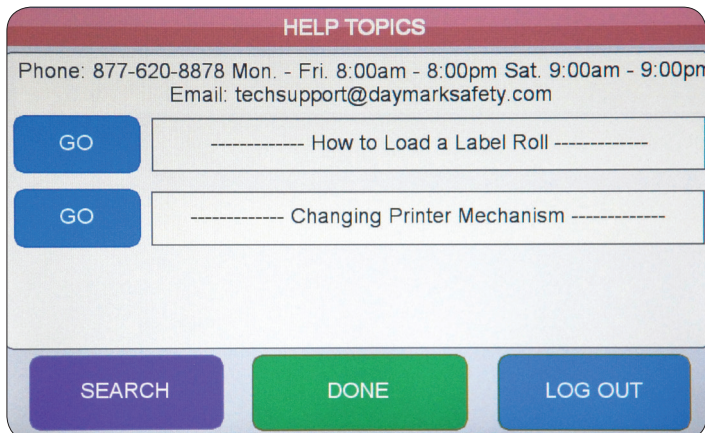 HELP TOPICS
Phone: 877-620-8878 Mon. - Fri. 8:00am - 8:00pm Sat. 9:00am - 9:00pm
Email: techsupport@daymarksafety.com
GO
------------- How to Load a Label Roll -------------
GO
------------- Changing Printer Mechanism -------------
SEARCH
DONE
LOG OUT